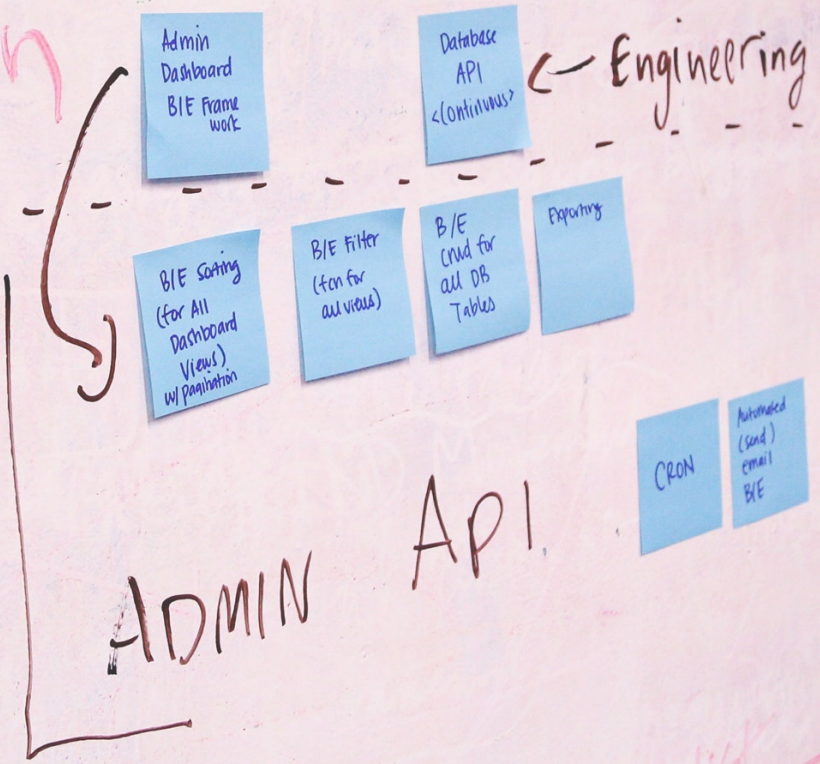 Admin
Dashboard
B/E Frame
work
Database
API
<Continuous>
Engineering
B/E Sorting
(for All
Dashboard
Views)
w/ pagination
B/E Filter
(fcn for
all views)
B/E
crud for
all DB
Tables
Exporting
CRON
Automated
(send)
email
B/E
ADMIN API